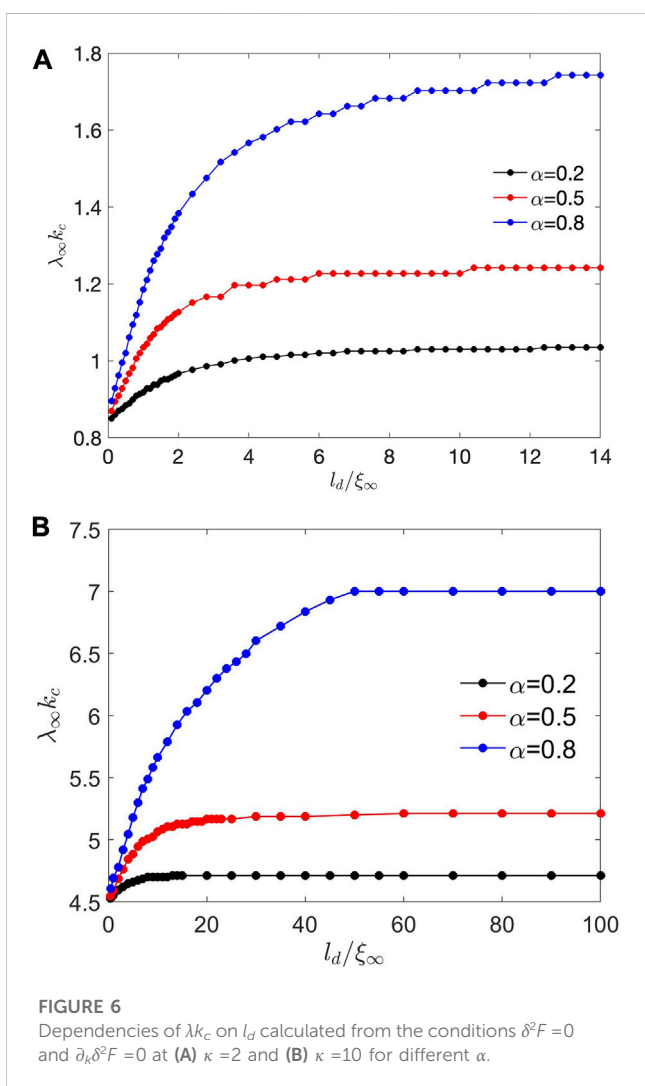 A
1.8
1.6
1.4
1.2
1
0.8
λ∞kc
α=0.2
α=0.5
α=0.8
0 2 4 6 8 10 12 14
ld/ξ∞
B
7.5
7
6.5
6
5.5
5
4.5
λ∞kc
α=0.2
α=0.5
α=0.8
0 20 40 60 80 100
ld/ξ∞
FIGURE 6
Dependencies of λkc on ld calculated from the conditions δ²F =0
and ∂kδ²F =0 at (A) κ =2 and (B) κ =10 for different α.